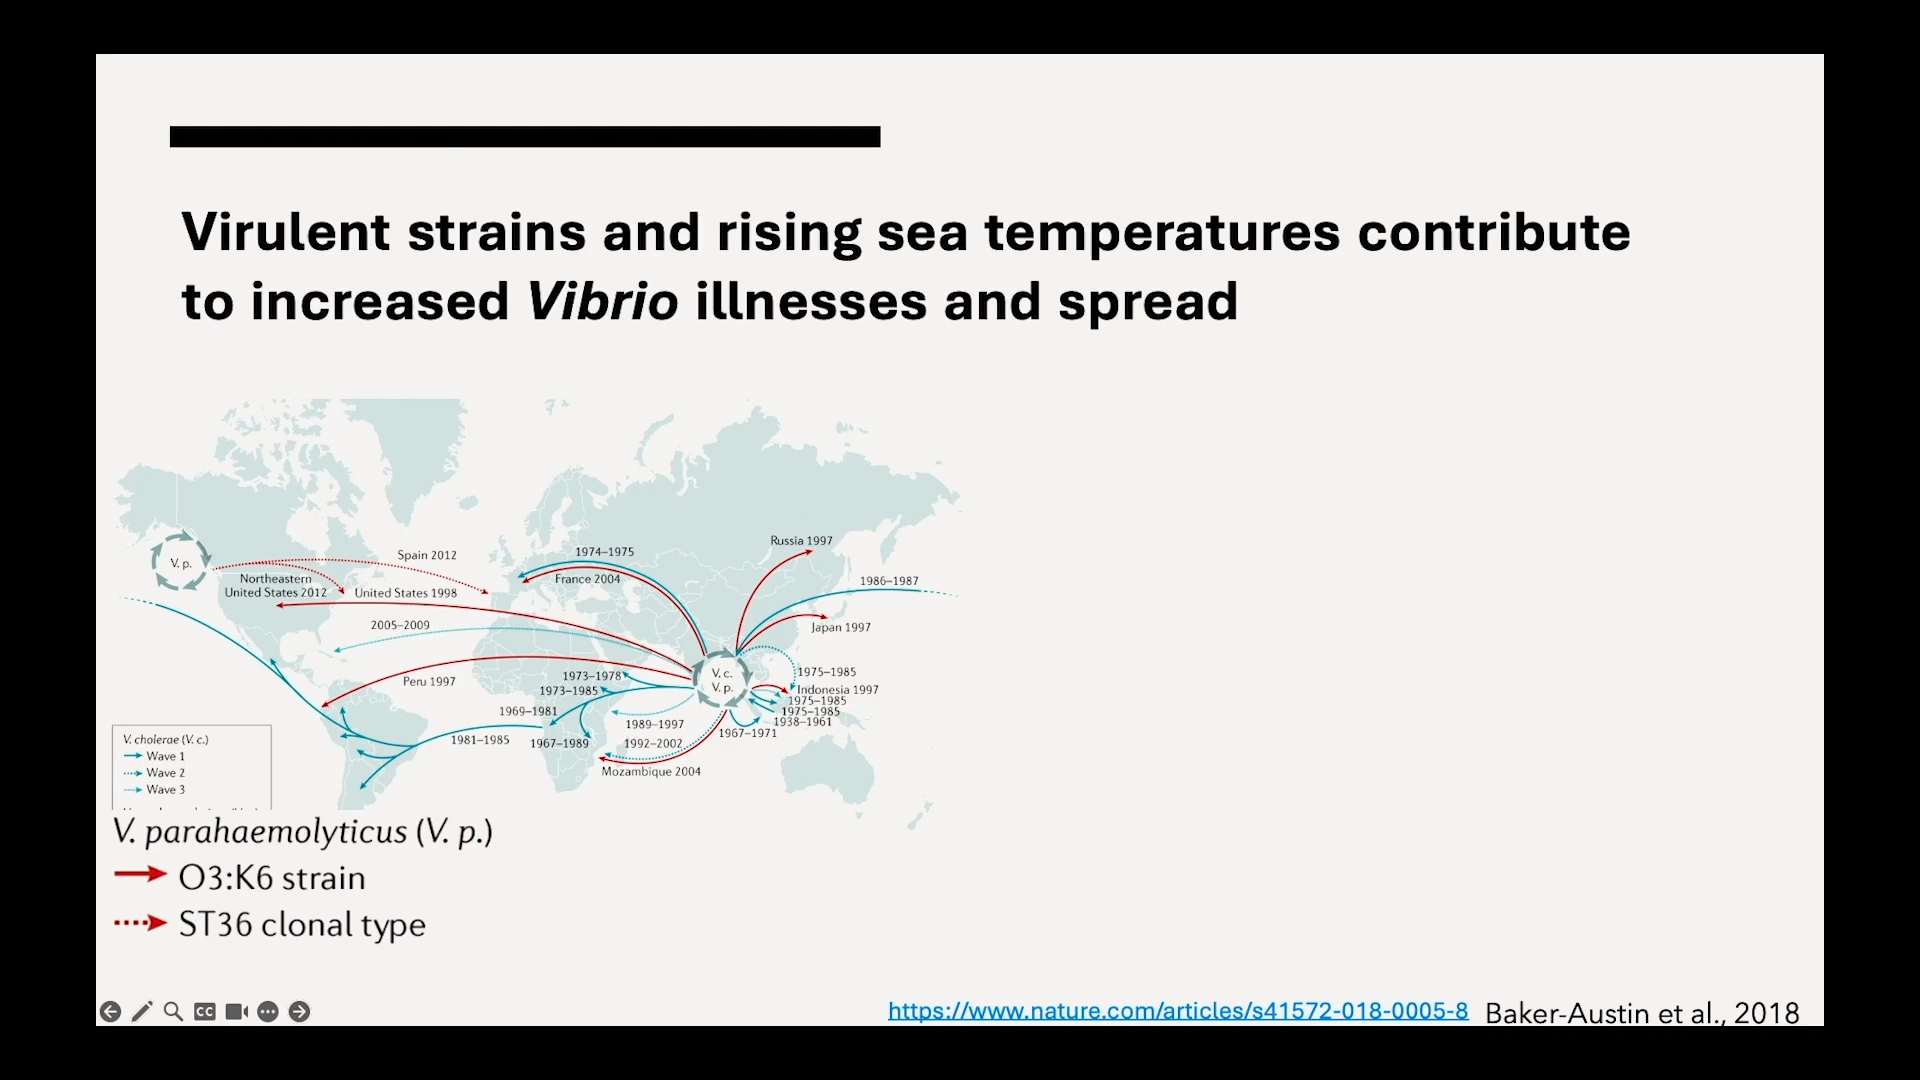 Virulent strains and rising sea temperatures contribute
to increased Vibrio illnesses and spread
V. p.
Spain 2012
Northeastern
United States 2012
United States 1998
2005–2009
Peru 1997
1974–1975
France 2004
Russia 1997
1986–1987
Japan 1997
V. c.
V. p.
1975–1985
Indonesia 1997
1975–1985
1975–1985
1938–1961
1967–1971
1973–1978
1973–1985
1969–1981
1981–1985
1967–1989
1989–1997
1992–2002
Mozambique 2004
V. cholerae (V. c.)
Wave 1
Wave 2
Wave 3
V. parahaemolyticus (V. p.)
O3:K6 strain
ST36 clonal type
CC
https://www.nature.com/articles/s41572-018-0005-8 Baker-Austin et al., 2018